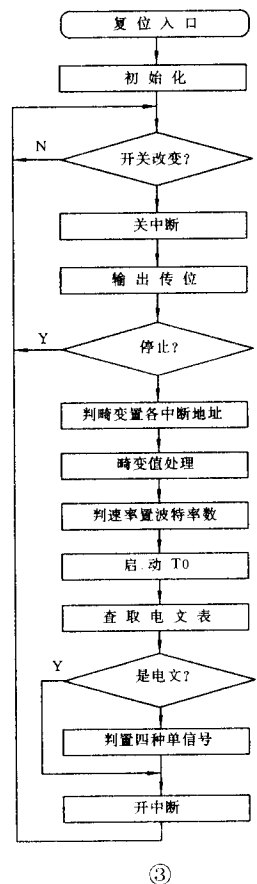 复位入口
初始化
N
开关改变?
关中断
输出传位
Y
停止?
判畸变置各中断地址
畸变值处理
判速率置波特率数
启.动 T0
查取电文表
Y
是电文?
判置四种单信号
开中断
③